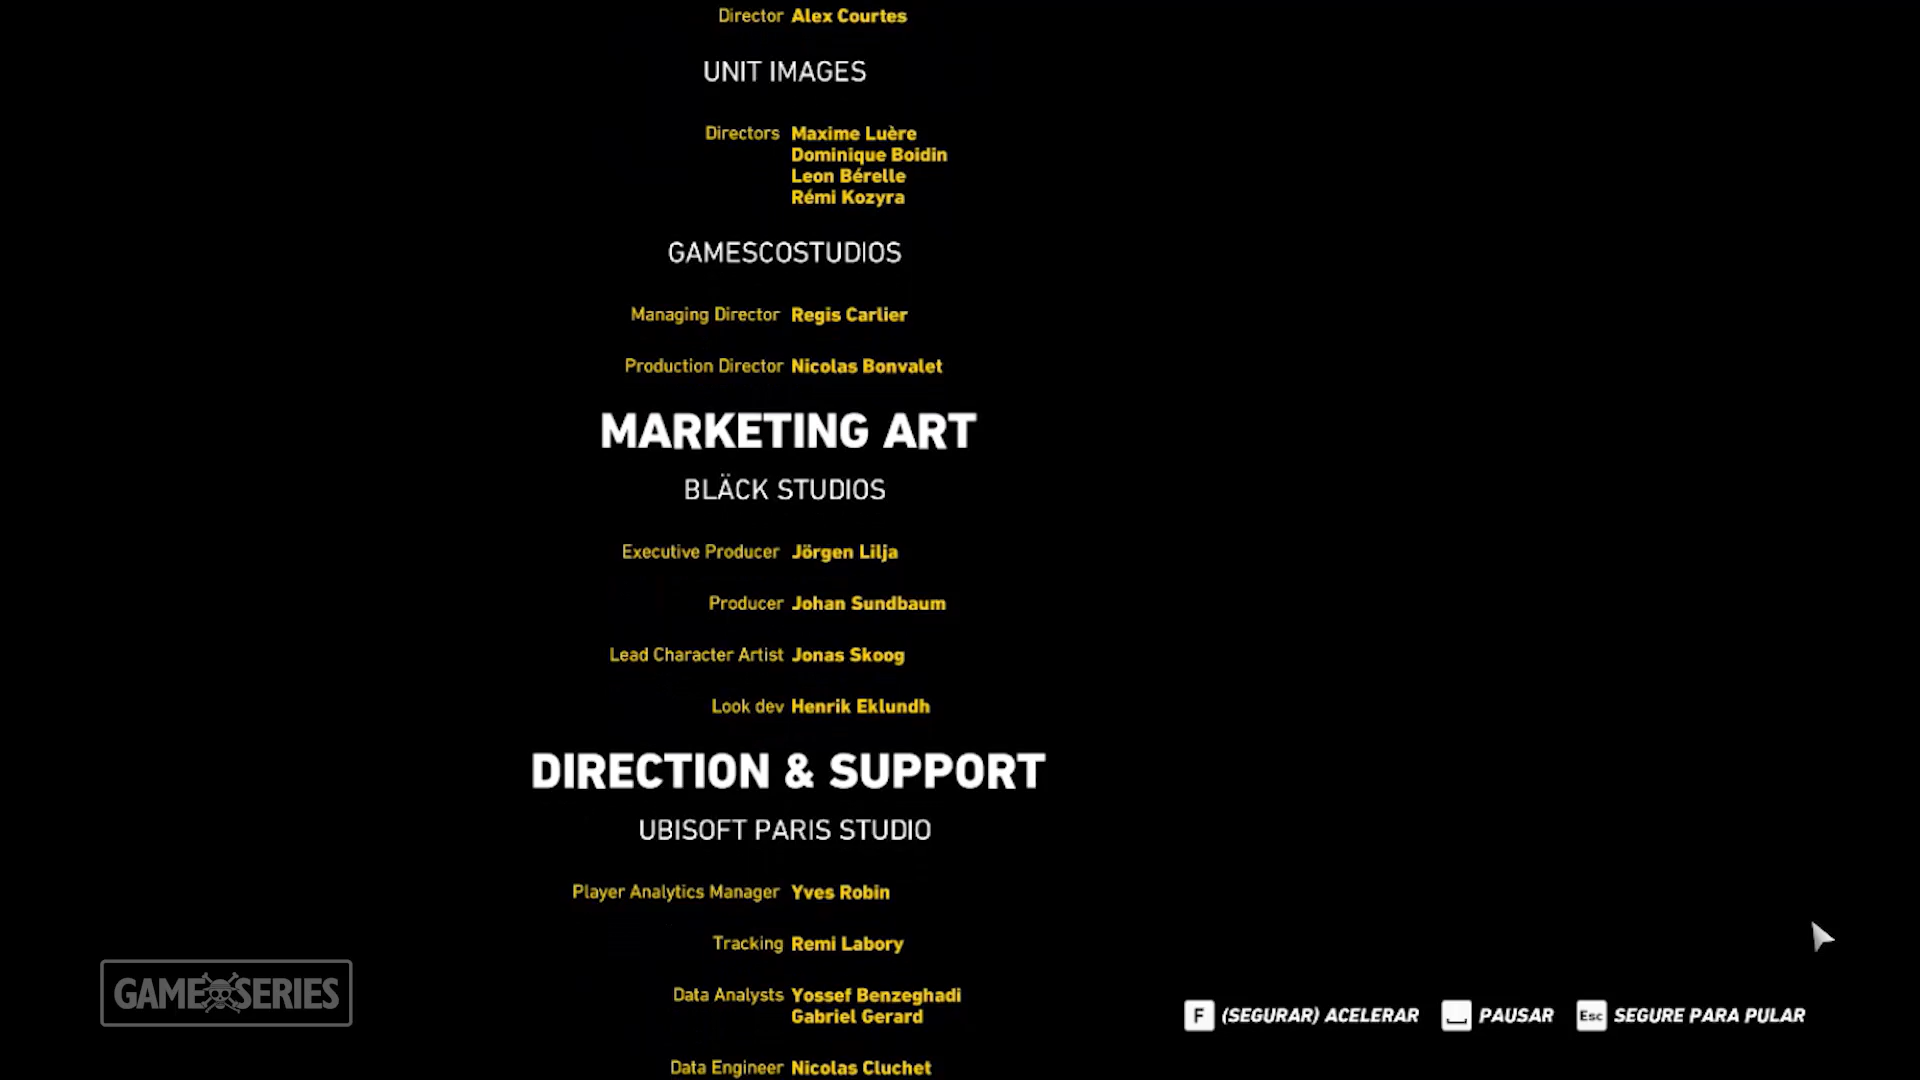 Director Alex Courtes
UNIT IMAGES
Directors Maxime Luère
Dominique Boidin
Leon Bérelle
Rémi Kozyra
GAMESCOSTUDIOS
Managing Director Regis Carlier
Production Director Nicolas Bonvalet
MARKETING ART
BLÄCK STUDIOS
Executive Producer Jörgen Lilja
Producer Johan Sundbaum
Lead Character Artist Jonas Skoog
Look dev Henrik Eklundh
DIRECTION & SUPPORT
UBISOFT PARIS STUDIO
Player Analytics Manager Yves Robin
Tracking Remi Labory
Data Analysts Yossef Benzeghadi
Gabriel Gerard
Data Engineer Nicolas Cluchet
GAME SERIES
F (SEGURAR) ACELERAR PAUSAR Esc SEGURE PARA PULAR